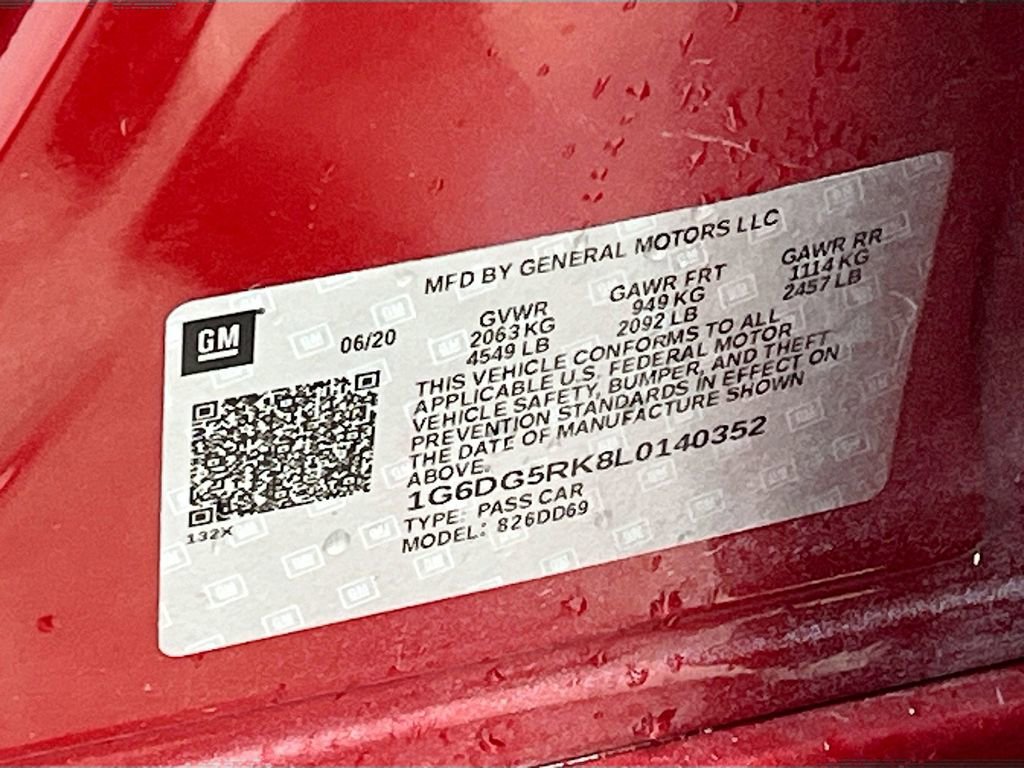 MFD BY GENERAL MOTORS LLC
GM
06/20
GVWR
2063 KG
4549 LB
GAWR FRT
949 KG
2092 LB
GAWR RR
1114 KG
2457 LB
THIS VEHICLE CONFORMS TO ALL
APPLICABLE U.S. FEDERAL MOTOR
VEHICLE SAFETY, BUMPER, AND THEFT
PREVENTION STANDARDS IN EFFECT ON
THE DATE OF MANUFACTURE SHOWN
ABOVE.
1G6DG5RK8L0140352
TYPE: PASS CAR
MODEL: 826DD69
132X